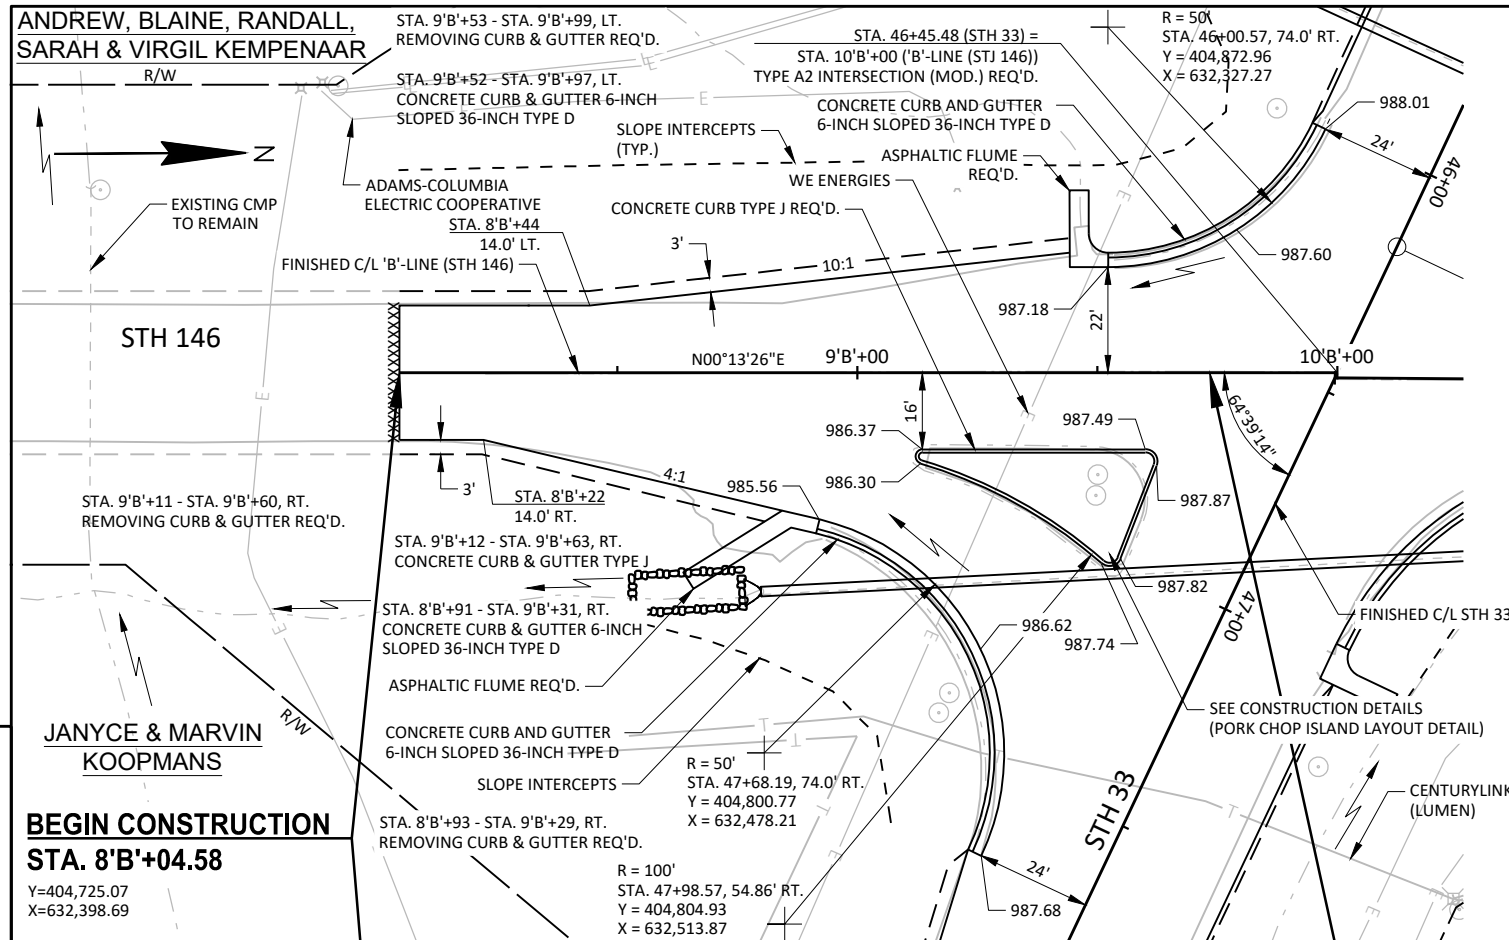 ANDREW, BLAINE, RANDALL,
SARAH & VIRGIL KEMPENAAR
R/W
STA. 9'B'+53 - STA. 9'B'+99, LT.
REMOVING CURB & GUTTER REQ'D.
STA. 9'B'+52 - STA. 9'B'+97, LT.
CONCRETE CURB & GUTTER 6-INCH
SLOPED 36-INCH TYPE D
STA. 46+45.48 (STH 33) =
STA. 10'B'+00 ('B'-LINE (STJ 146))
TYPE A2 INTERSECTION (MOD.) REQ'D.
R = 50'
STA. 46+00.57, 74.0' RT.
Y = 404,872.96
X = 632,327.27
CONCRETE CURB AND GUTTER
6-INCH SLOPED 36-INCH TYPE D
988.01
24'
46+00
SLOPE INTERCEPTS
(TYP.)
ASPHALTIC FLUME
REQ'D.
WE ENERGIES
N
EXISTING CMP
TO REMAIN
ADAMS-COLUMBIA
ELECTRIC COOPERATIVE
STA. 8'B'+44
14.0' LT.
CONCRETE CURB TYPE J REQ'D.
FINISHED C/L 'B'-LINE (STH 146)
3'
10:1
987.60
987.18
22'
STH 146
N00°13'26"E
9'B'+00
10'B'+00
16'
64°39'14"
986.37
987.49
986.30
987.87
4:1
985.56
3'
STA. 8'B'+22
14.0' RT.
STA. 9'B'+11 - STA. 9'B'+60, RT.
REMOVING CURB & GUTTER REQ'D.
STA. 9'B'+12 - STA. 9'B'+63, RT.
CONCRETE CURB & GUTTER TYPE J
987.82
STA. 8'B'+91 - STA. 9'B'+31, RT.
CONCRETE CURB & GUTTER 6-INCH
SLOPED 36-INCH TYPE D
986.62
987.74
47+00
FINISHED C/L STH 33
ASPHALTIC FLUME REQ'D.
R/W
SEE CONSTRUCTION DETAILS
(PORK CHOP ISLAND LAYOUT DETAIL)
JANYCE & MARVIN
KOOPMANS
CONCRETE CURB AND GUTTER
6-INCH SLOPED 36-INCH TYPE D
SLOPE INTERCEPTS
R = 50'
STA. 47+68.19, 74.0' RT.
Y = 404,800.77
X = 632,478.21
STH 33
CENTURYLINK
(LUMEN)
BEGIN CONSTRUCTION
STA. 8'B'+04.58
Y=404,725.07
X=632,398.69
STA. 8'B'+93 - STA. 9'B'+29, RT.
REMOVING CURB & GUTTER REQ'D.
R = 100'
STA. 47+98.57, 54.86' RT.
Y = 404,804.93
X = 632,513.87
24'
987.68
E
E
E
E
E
E
E
E
E
E
T
T
T
T
T